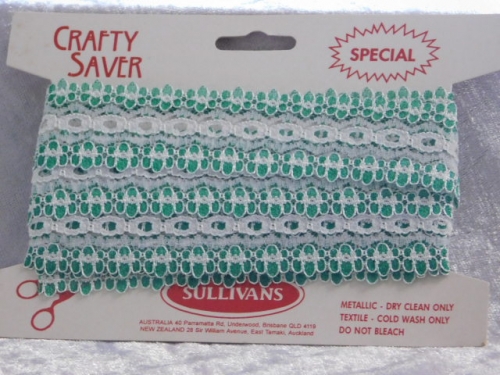 CRAFTY
SAVER
SPECIAL
SULLIVANS
AUSTRALIA 40 Parramatta Rd, Underwood, Brisbane QLD 4119
NEW ZEALAND 28 Sir William Avenue, East Tamaki, Auckland
METALLIC - DRY CLEAN ONLY
TEXTILE - COLD WASH ONLY
DO NOT BLEACH